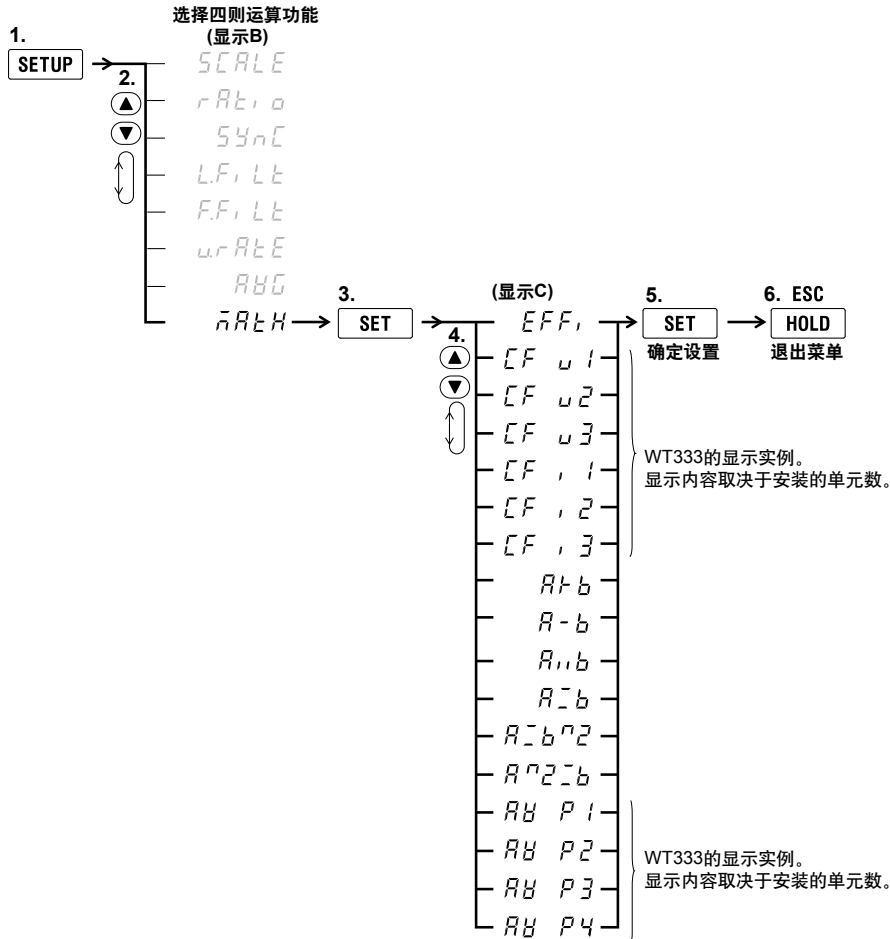 选择四则运算功能
(显示B)
1.
SETUP
2.
SCALE
rAtio
SYnC
L.FiLt
F.FiLt
u.rAtE
AVG
MAtH
3.
SET
4.
(显示C)
EFFi
CF u1
CF u2
CF u3
CF i1
CF i2
CF i3
WT333的显示实例。
显示内容取决于安装的单元数。
A+b
A-b
A*b
A/b
A/b^2
A^2/b
AV P1
AV P2
AV P3
AV P4
WT333的显示实例。
显示内容取决于安装的单元数。
5.
SET
确定设置
6. ESC
HOLD
退出菜单